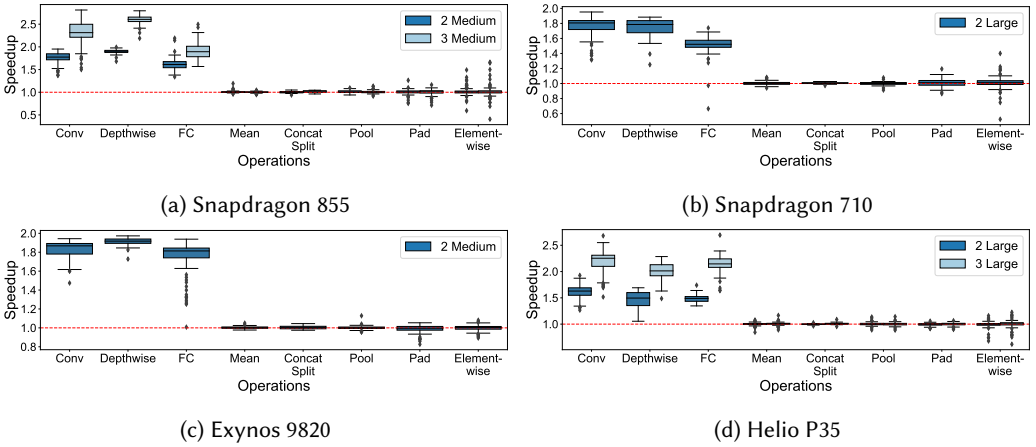 2.5
2.0
1.5
1.0
0.5
Speedup
2 Medium
3 Medium
Conv Depthwise FC Mean Concat Pool Pad Element-
Split wise
Operations
(a) Snapdragon 855
2.0
1.8
1.6
1.4
1.2
1.0
0.8
0.6
Speedup
2 Large
Conv Depthwise FC Mean Concat Pool Pad Element-
Split wise
Operations
(b) Snapdragon 710
2.0
1.8
1.6
1.4
1.2
1.0
0.8
Speedup
2 Medium
Conv Depthwise FC Mean Concat Pool Pad Element-
Split wise
Operations
(c) Exynos 9820
2.5
2.0
1.5
1.0
Speedup
2 Large
3 Large
Conv Depthwise FC Mean Concat Pool Pad Element-
Split wise
Operations
(d) Helio P35